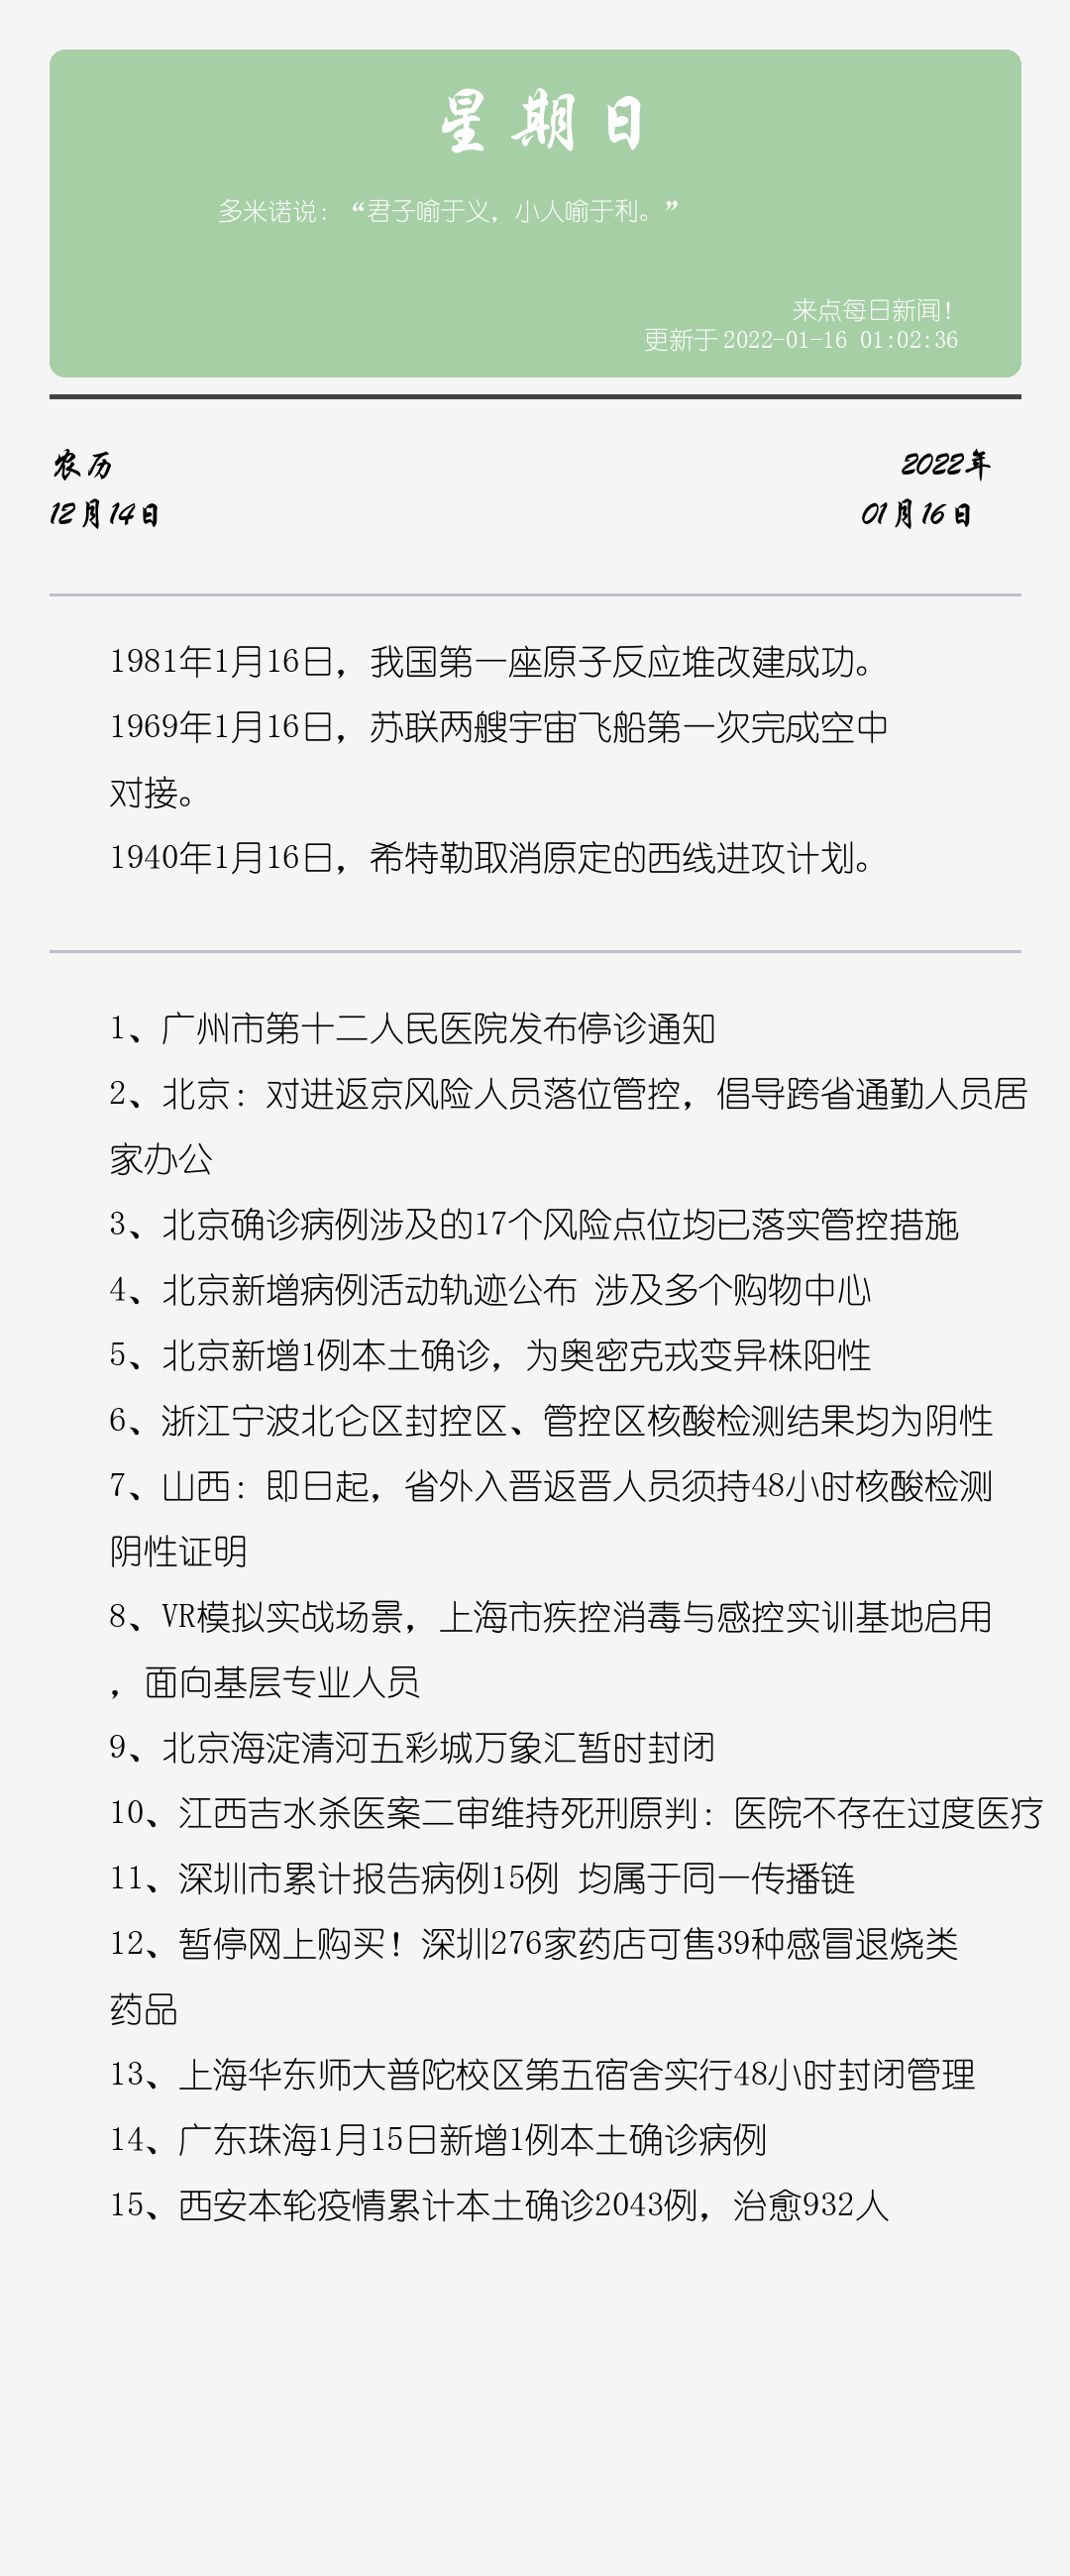 星期日
多米诺说：“君子喻于义，小人喻于利。”
来点每日新闻！
更新于2022-01-16 01:02:36
农历
2022年
12月14日
01月16日
1981年1月16日，我国第一座原子反应堆改建成功。
1969年1月16日，苏联两艘宇宙飞船第一次完成空中
对接。
1940年1月16日，希特勒取消原定的西线进攻计划。
1、广州市第十二人民医院发布停诊通知
2、北京：对进返京风险人员落位管控，倡导跨省通勤人员居
家办公
3、北京确诊病例涉及的17个风险点位均已落实管控措施
4、北京新增病例活动轨迹公布 涉及多个购物中心
5、北京新增1例本土确诊，为奥密克戎变异株阳性
6、浙江宁波北仑区封控区、管控区核酸检测结果均为阴性
7、山西：即日起，省外入晋返晋人员须持48小时核酸检测
阴性证明
8、VR模拟实战场景，上海市疾控消毒与感控实训基地启用
，面向基层专业人员
9、北京海淀清河五彩城万象汇暂时封闭
10、江西吉水杀医案二审维持死刑原判：医院不存在过度医疗
11、深圳市累计报告病例15例 均属于同一传播链
12、暂停网上购买！深圳276家药店可售39种感冒退烧类
药品
13、上海华东师大普陀校区第五宿舍实行48小时封闭管理
14、广东珠海1月15日新增1例本土确诊病例
15、西安本轮疫情累计本土确诊2043例，治愈932人